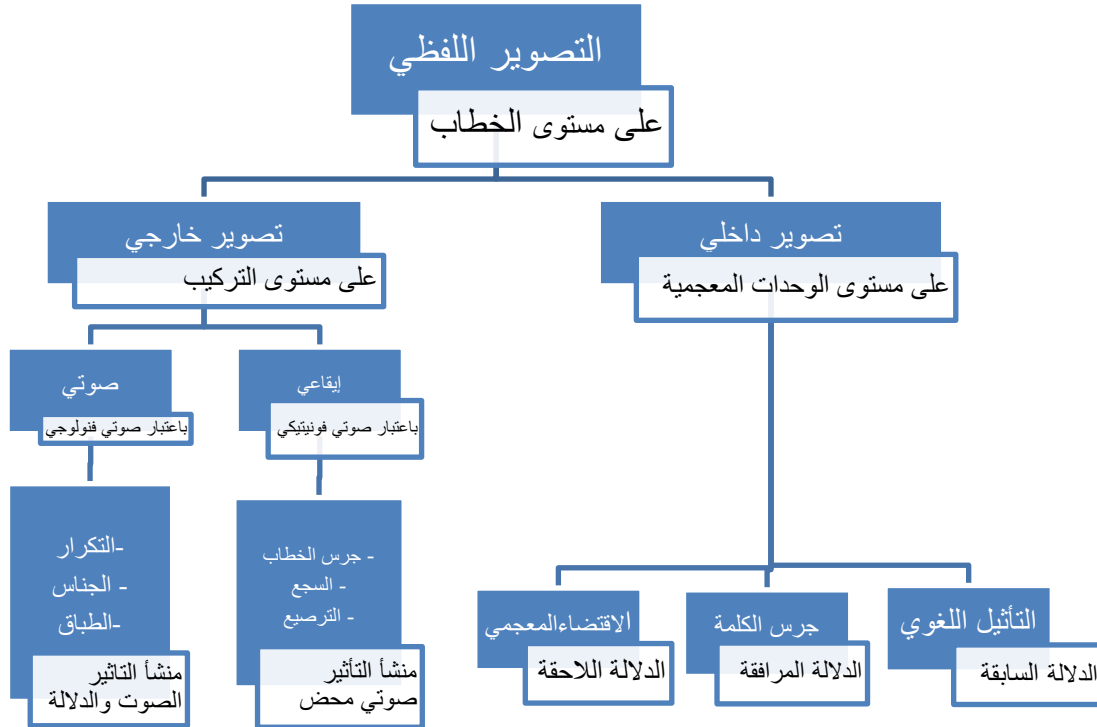 التصوير اللفظي
على مستوى الخطاب
تصوير داخلي
على مستوى الوحدات المعجمية
تصوير خارجي
على مستوى التركيب
إيقاعي
باعتبار صوتي فونيتيكي
صوتي
باعتبار صوتي فنولوجي
- جرس الخطاب
- السجع
- الترصيع
منشأ التأثير
صوتي محض
-التكرار
- الجناس
-الطباق
منشأ التاثير
الصوت والدلالة
التأثيل اللغوي
الدلالة السابقة
جرس الكلمة
الدلالة المرافقة
الاقتضاءالمعجمي
الدلالة اللاحقة